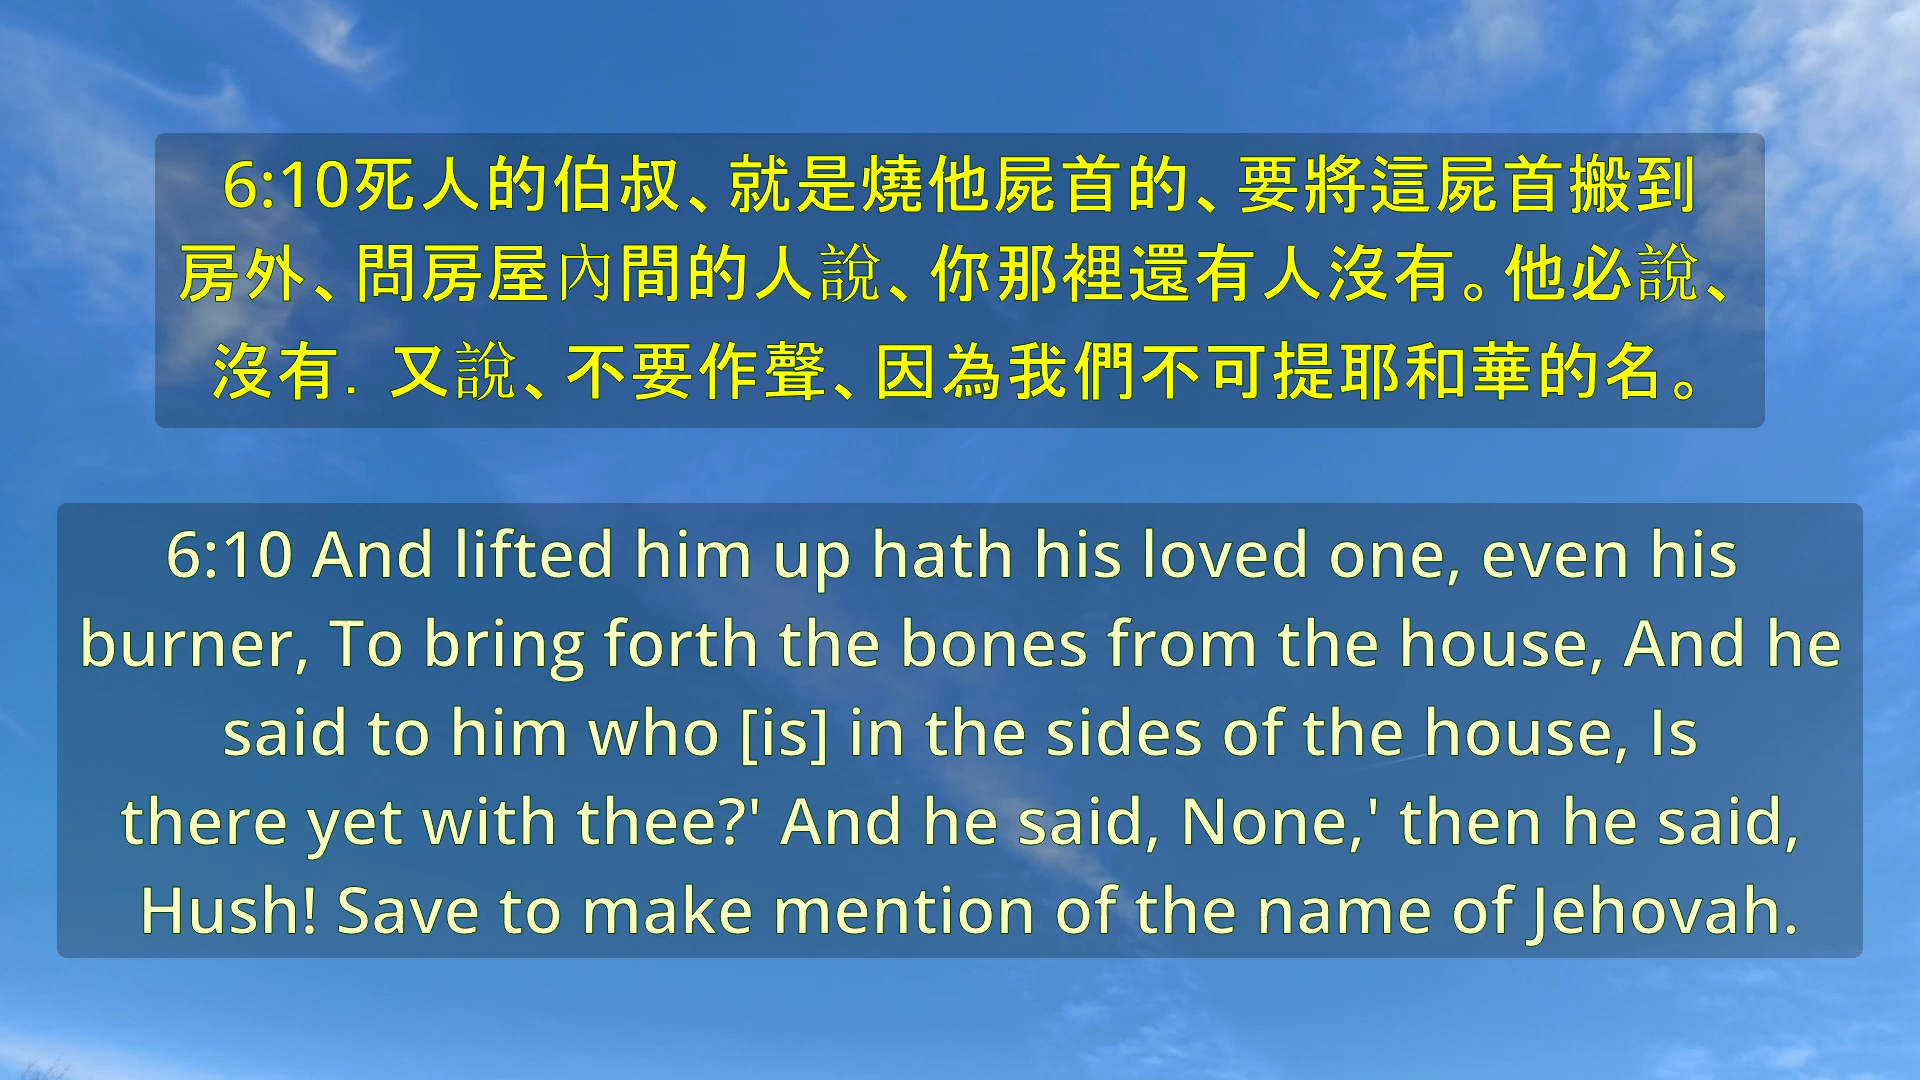 6:10死人的伯叔、就是燒他屍首的、要將這屍首搬到
房外、問房屋內間的人說、你那裡還有人沒有。他必說、
沒有．又說、不要作聲、因為我們不可提耶和華的名。
6:10 And lifted him up hath his loved one, even his
burner, To bring forth the bones from the house, And he
said to him who [is] in the sides of the house, Is
there yet with thee?' And he said, None,' then he said,
Hush! Save to make mention of the name of Jehovah.